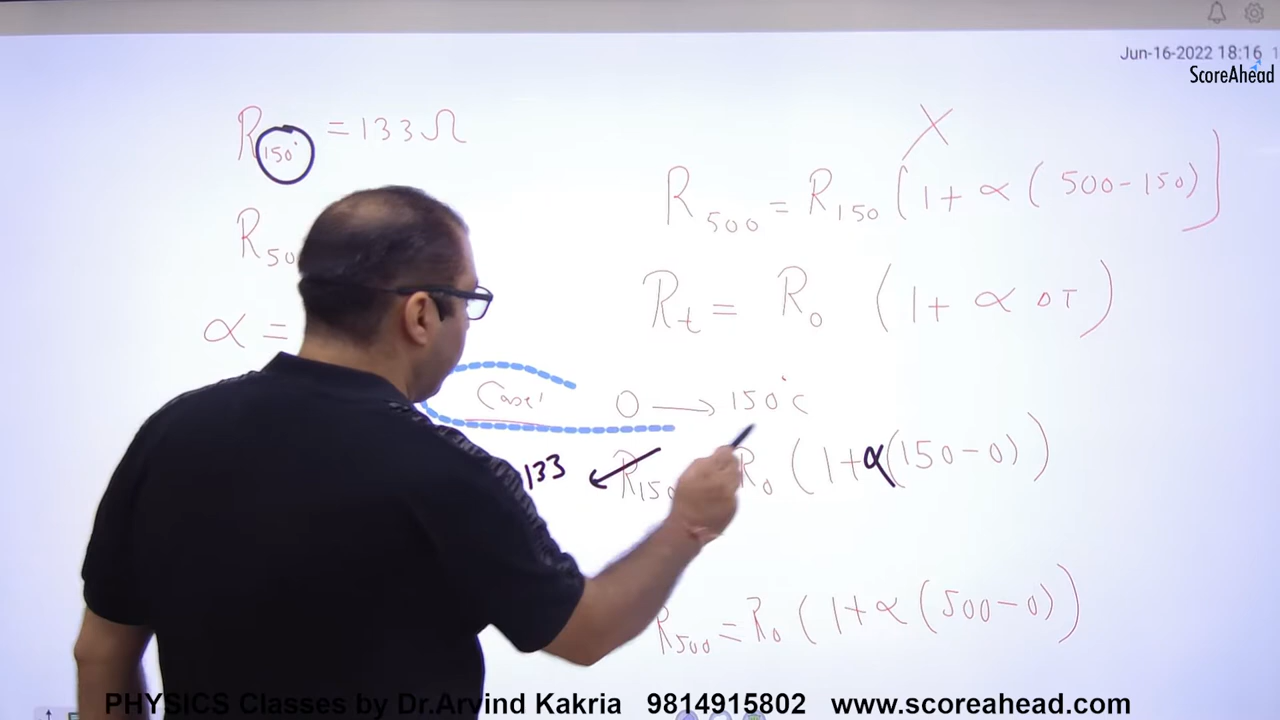 Jun-16-2022 18:16 1
ScoreAhead
R150° = 133Ω
X
R500 = R150 [1 + α (500-150)]
R50
Rt = R0 (1 + α ΔT)
α =
Case 0 → 150°C
133 ← R150 R0 (1+α(150-0))
R500 = R0 (1+α (500-0))
PHYSICS Classes by Dr.Arvind Kakria 9814915802 www.scoreahead.com